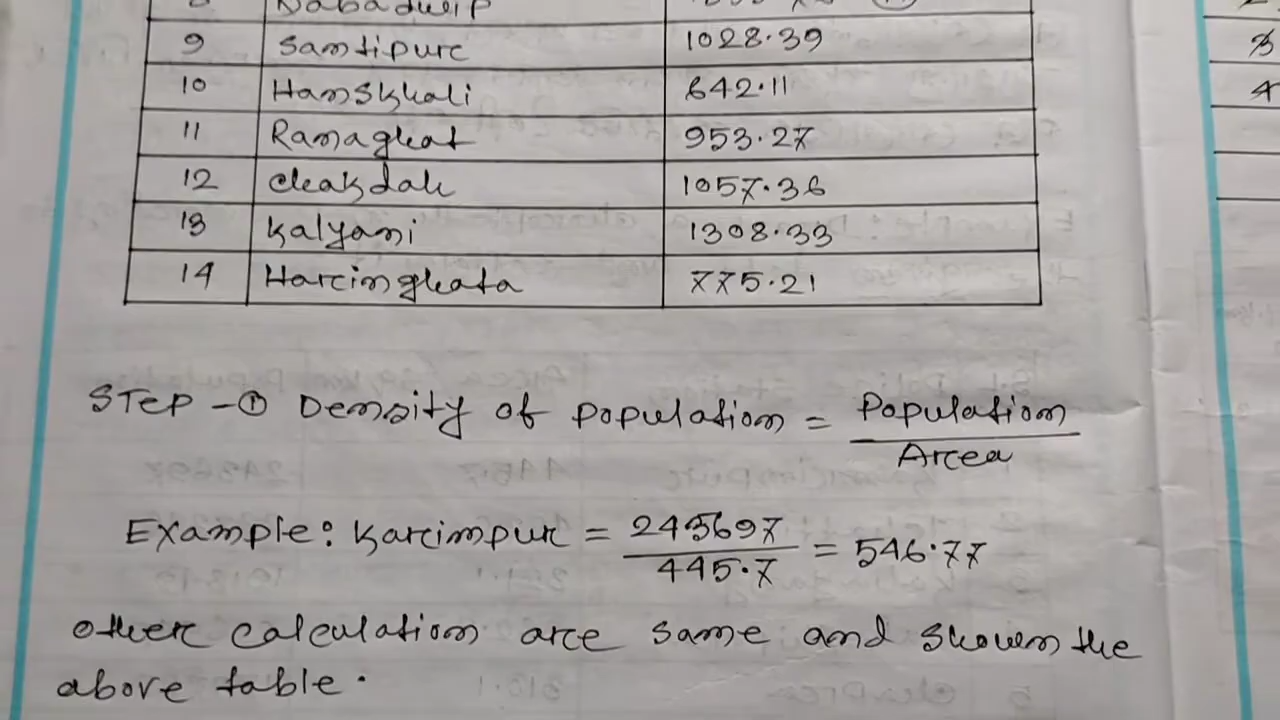 Nabadwip
9 Santipur 1028.39
10 Hanskhali 642.11
11 Ranaghat 953.27
12 chakdah 1057.36
13 Kalyani 1308.33
14 Haringhata 775.21
STEP - ① Density of population = Population / Area
Example: Karimpur = 243697 / 445.7 = 546.77
other calculation are same and shown the
above table.